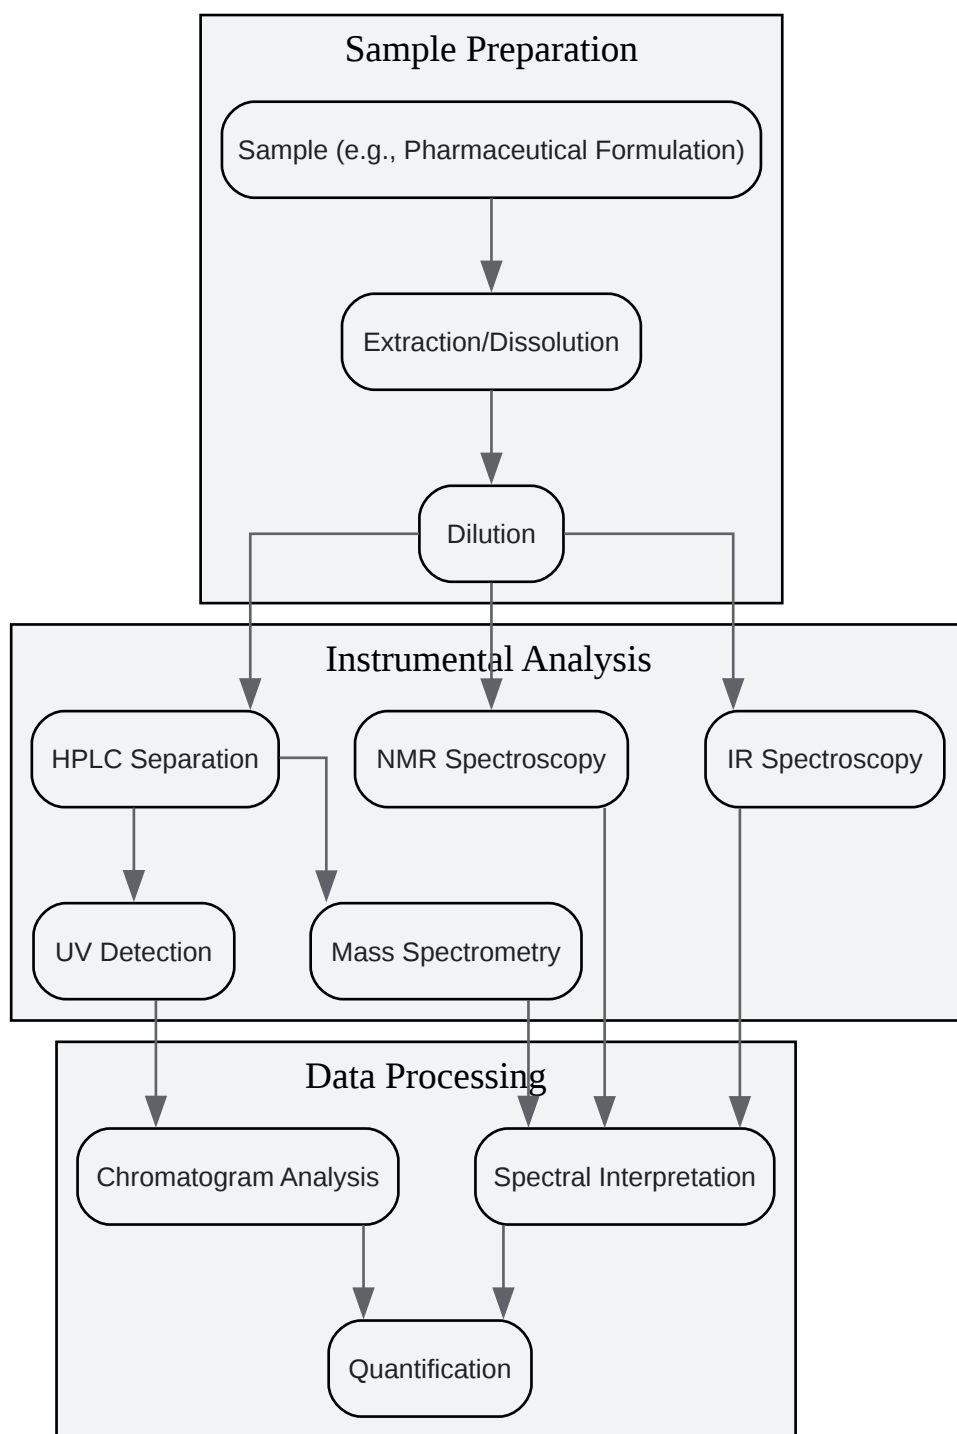 Sample Preparation
Sample (e.g., Pharmaceutical Formulation)
Extraction/Dissolution
Dilution
Instrumental Analysis
HPLC Separation
NMR Spectroscopy
IR Spectroscopy
UV Detection
Mass Spectrometry
Data Processing
Chromatogram Analysis
Spectral Interpretation
Quantification